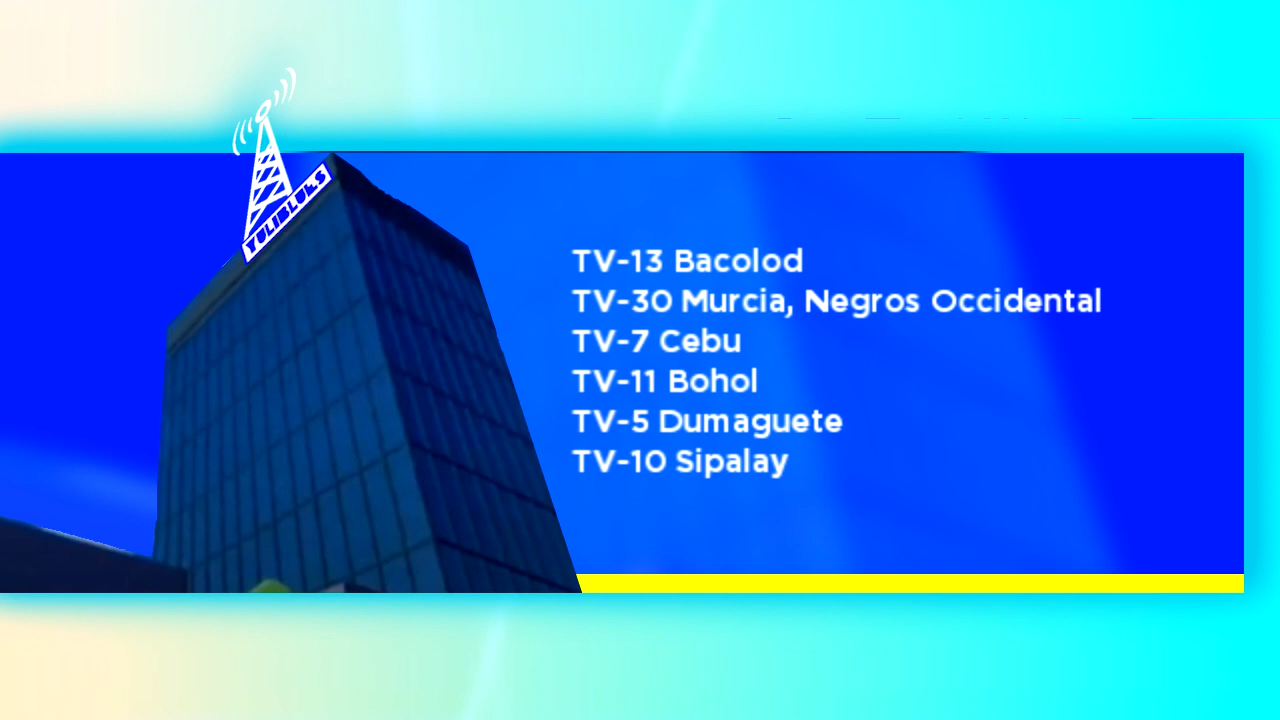 YULIBLUES
TV-13 Bacolod
TV-30 Murcia, Negros Occidental
TV-7 Cebu
TV-11 Bohol
TV-5 Dumaguete
TV-10 Sipalay